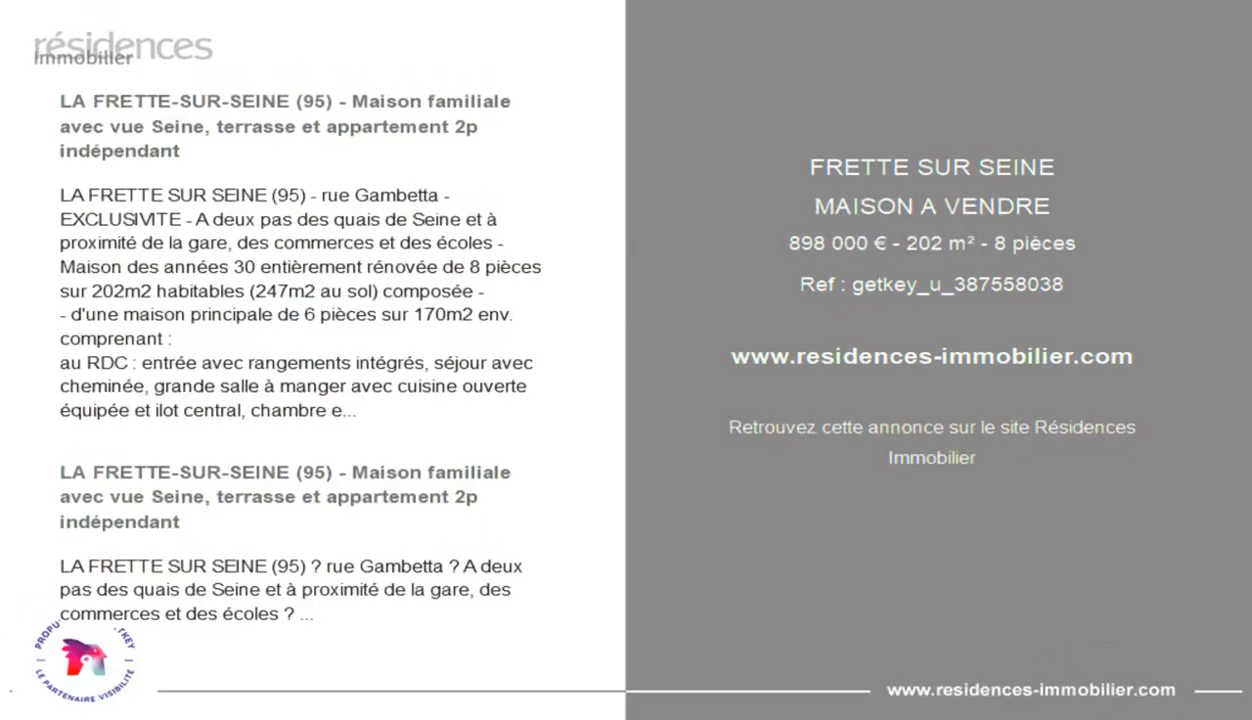 résidences
immobilier
LA FRETTE-SUR-SEINE (95) - Maison familiale
avec vue Seine, terrasse et appartement 2p
indépendant
LA FRETTE SUR SEINE (95) - rue Gambetta -
EXCLUSIVITE - A deux pas des quais de Seine et à
proximité de la gare, des commerces et des écoles -
Maison des années 30 entièrement rénovée de 8 pièces
sur 202m2 habitables (247m2 au sol) composée -
- d'une maison principale de 6 pièces sur 170m2 env.
comprenant :
au RDC : entrée avec rangements intégrés, séjour avec
cheminée, grande salle à manger avec cuisine ouverte
équipée et ilot central, chambre e...
LA FRETTE-SUR-SEINE (95) - Maison familiale
avec vue Seine, terrasse et appartement 2p
indépendant
LA FRETTE SUR SEINE (95) ? rue Gambetta ? A deux
pas des quais de Seine et à proximité de la gare, des
commerces et des écoles ? ...
LE PARTENAIRE VISIBILITÉ
FRETTE SUR SEINE
MAISON A VENDRE
898 000 € - 202 m² - 8 pièces
Ref : getkey_u_387558038
www.residences-immobilier.com
Retrouvez cette annonce sur le site Résidences
Immobilier
www.residences-immobilier.com